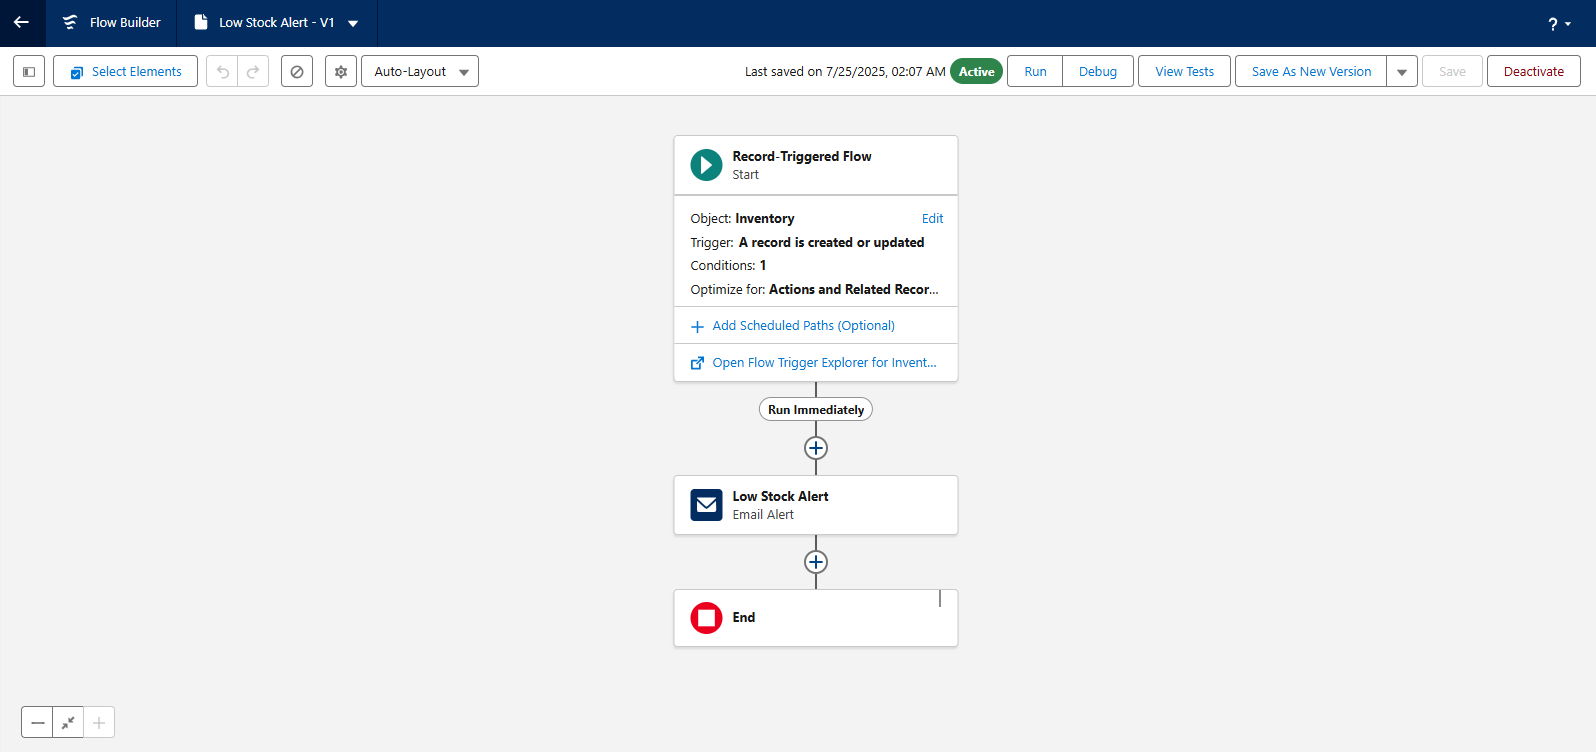 Flow Builder
Low Stock Alert - V1
?
Select Elements
Auto-Layout
Last saved on 7/25/2025, 02:07 AM
Active
Run
Debug
View Tests
Save As New Version
Save
Deactivate
Record-Triggered Flow
Start
Object: Inventory
Edit
Trigger: A record is created or updated
Conditions: 1
Optimize for: Actions and Related Recor...
Add Scheduled Paths (Optional)
Open Flow Trigger Explorer for Invent...
Run Immediately
Low Stock Alert
Email Alert
End